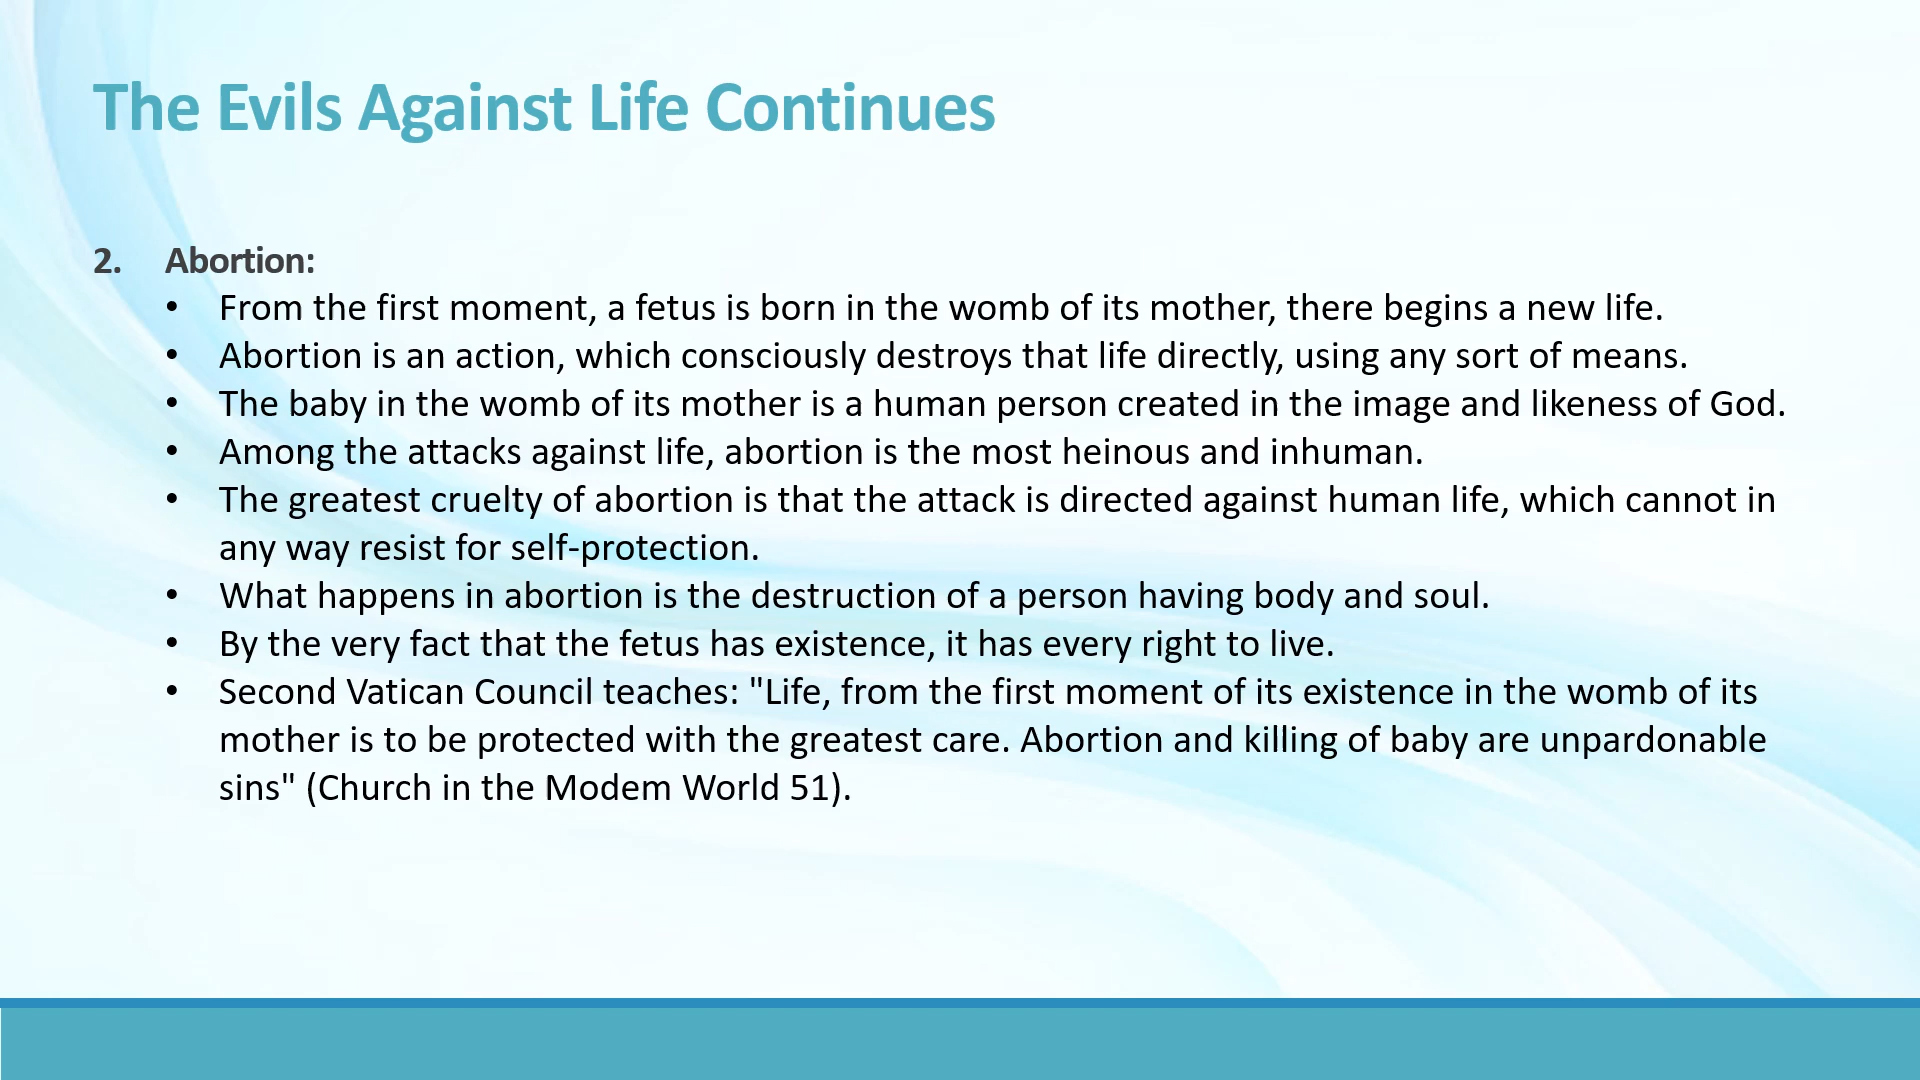 The Evils Against Life Continues
2. Abortion:
• From the first moment, a fetus is born in the womb of its mother, there begins a new life.
• Abortion is an action, which consciously destroys that life directly, using any sort of means.
• The baby in the womb of its mother is a human person created in the image and likeness of God.
• Among the attacks against life, abortion is the most heinous and inhuman.
• The greatest cruelty of abortion is that the attack is directed against human life, which cannot in
any way resist for self-protection.
• What happens in abortion is the destruction of a person having body and soul.
• By the very fact that the fetus has existence, it has every right to live.
• Second Vatican Council teaches: "Life, from the first moment of its existence in the womb of its
mother is to be protected with the greatest care. Abortion and killing of baby are unpardonable
sins" (Church in the Modem World 51).